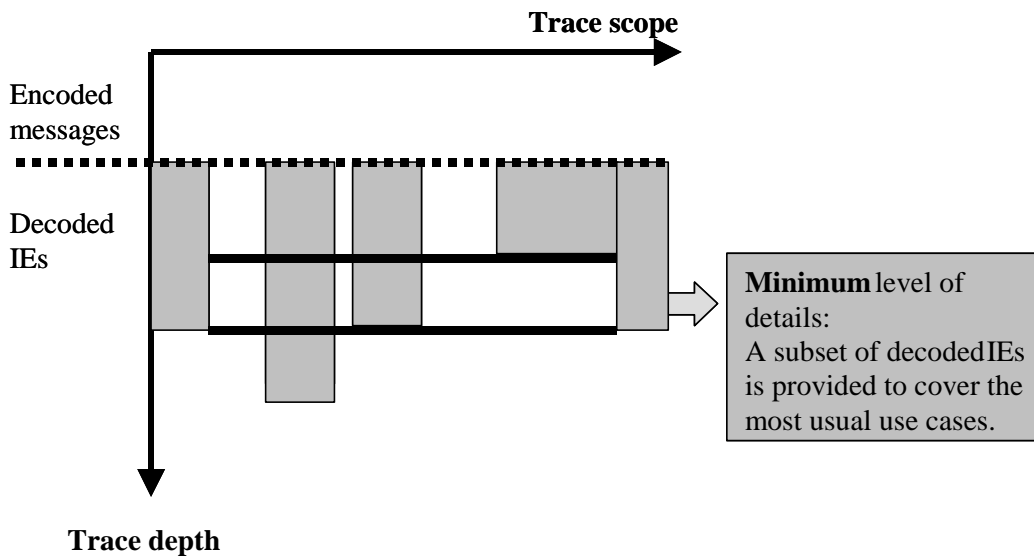 Trace scope
Encoded
messages
Decoded
IEs
Minimum level of
details:
A subset of decoded IEs
is provided to cover the
most usual use cases.
Trace depth